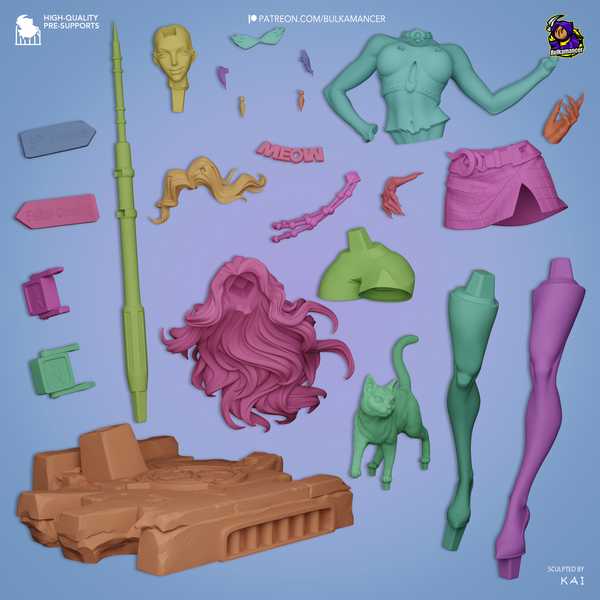 HIGH-QUALITY
PRE-SUPPORTS
PATREON.COM/BULKAMANCER
Bulkamancer
MEOW
SCULPTED BY
KAI